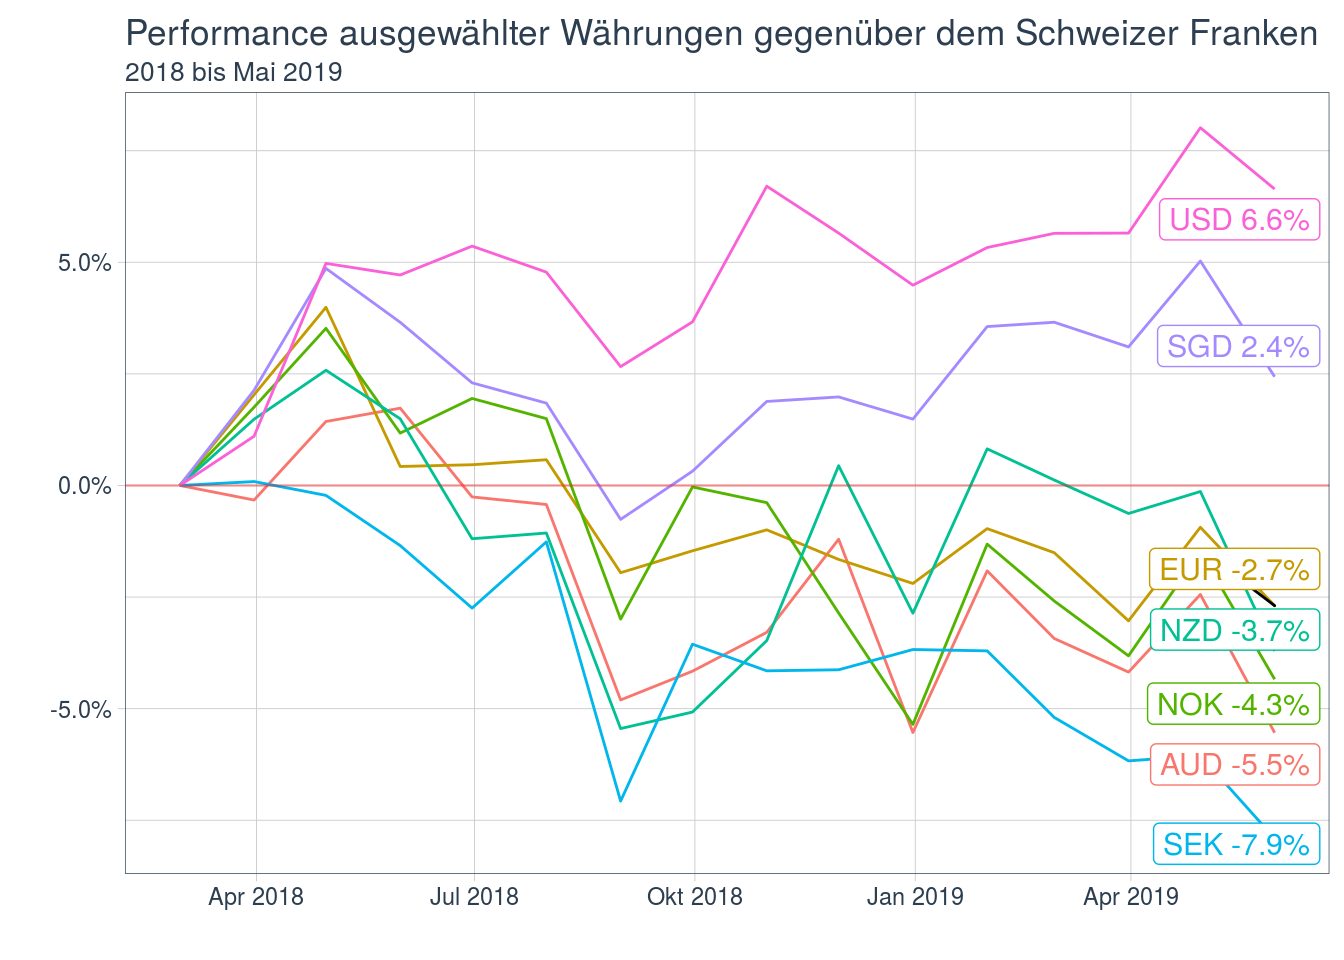 Performance ausgewählter Währungen gegenüber dem Schweizer Franken
2018 bis Mai 2019
USD 6.6%
5.0%
SGD 2.4%
0.0%
EUR -2.7%
NZD -3.7%
NOK -4.3%
-5.0%
AUD -5.5%
SEK -7.9%
Apr 2018 Jul 2018 Okt 2018 Jan 2019 Apr 2019